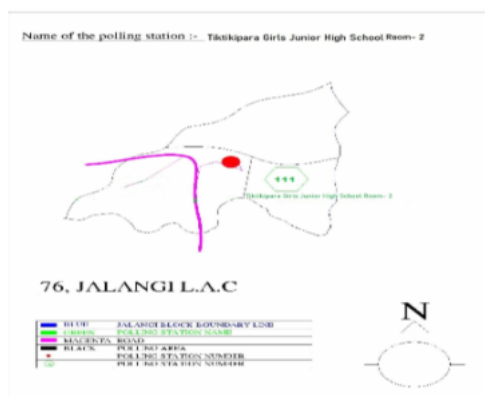 Name of the polling station :- Tiktikipara Girls Junior High School Room- 2
111
Tiktikipara Girls Junior High School Room- 2
76, JALANGI L.A.C
N
BLUE JALANGI BLOCK BOUNDARY LINE
GREEN POLLING STATION NAME
MAGENTA ROAD
BLACK POLLING AREA
POLLING STATION NUMBER
POLLING STATION NUMBER